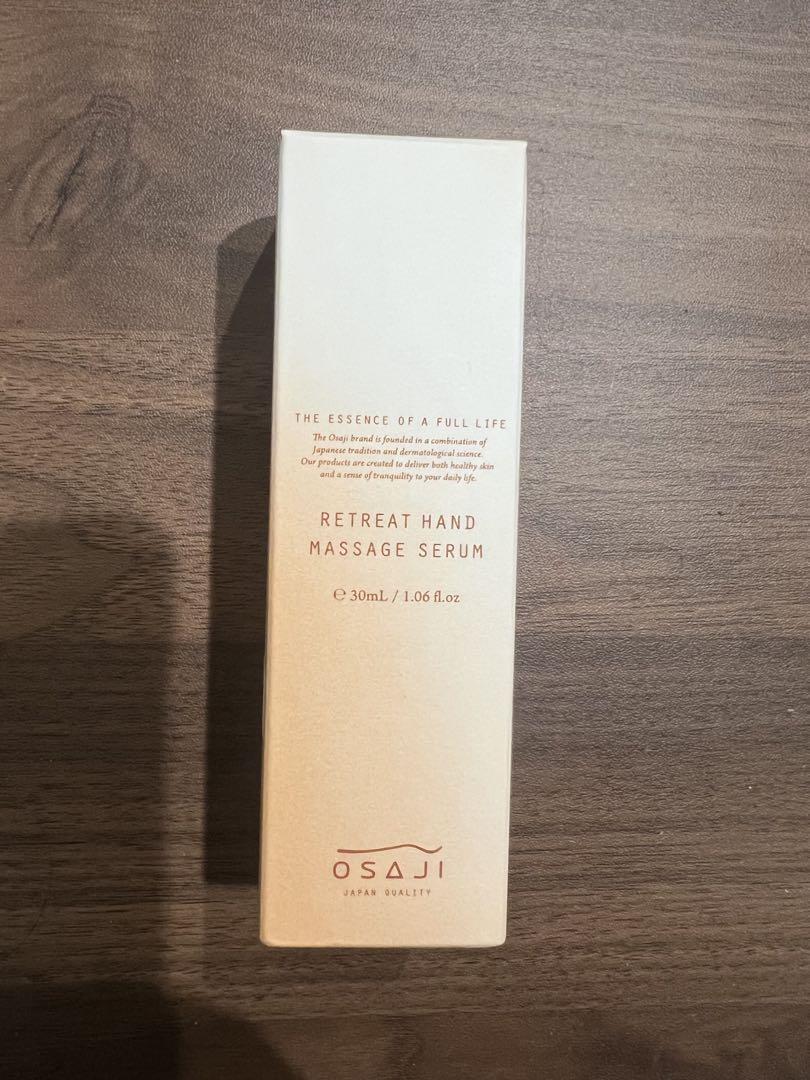 THE ESSENCE OF A FULL LIFE
The Osaji brand is founded in a combination of
Japanese tradition and dermatological science.
Our products are created to deliver both healthy skin
and a sense of tranquility to your daily life.
RETREAT HAND
MASSAGE SERUM
℮ 30mL / 1.06 fl.oz
OSAJI
JAPAN QUALITY